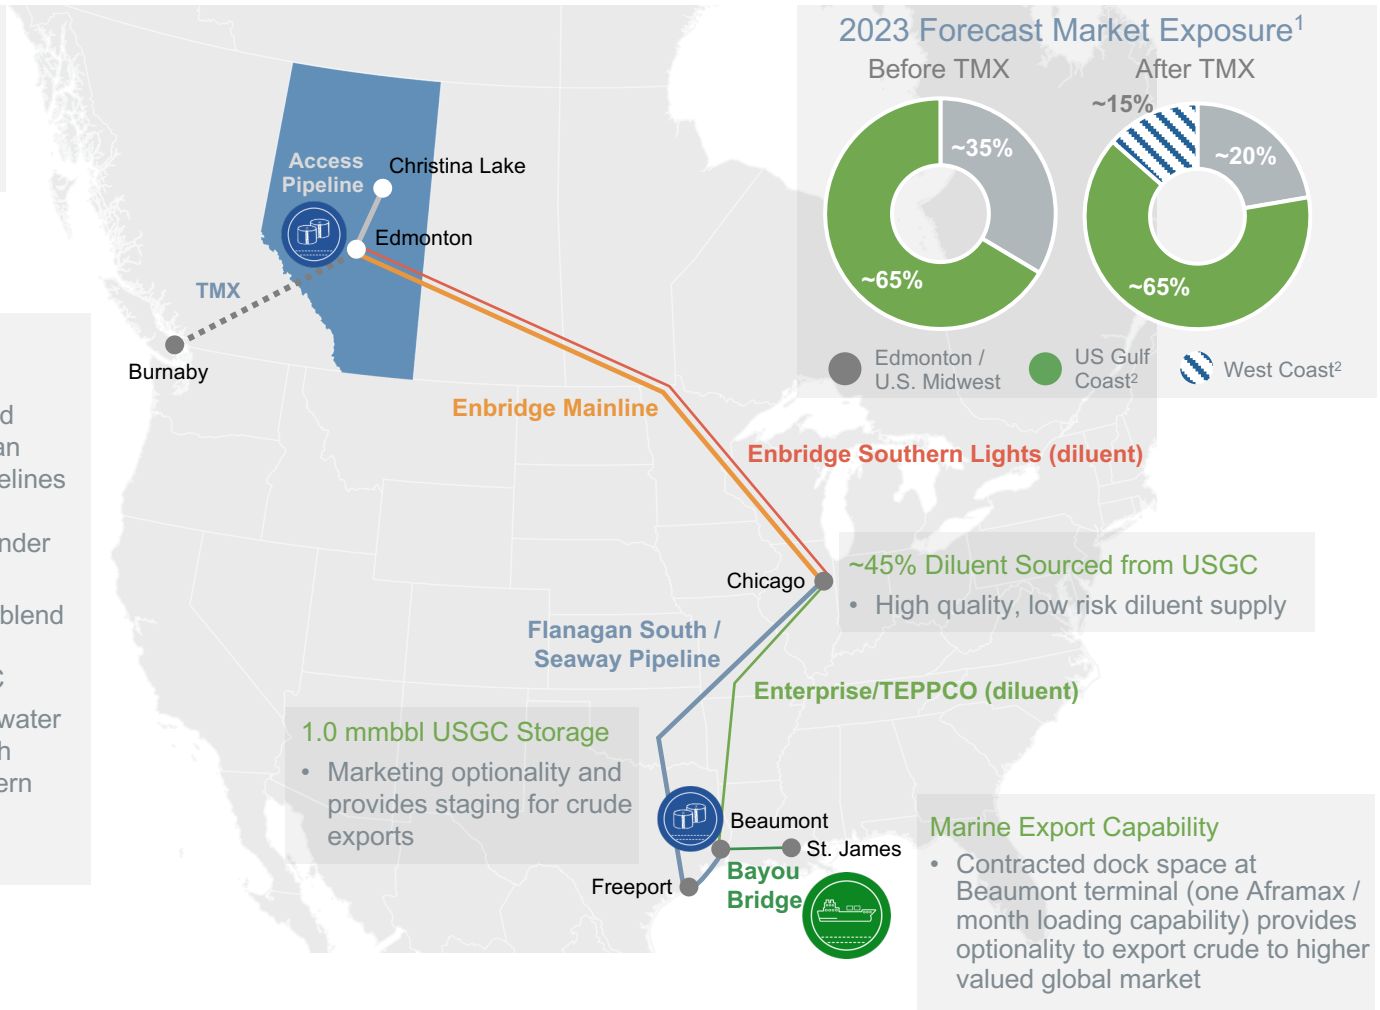 2023 Forecast Market Exposure1
Before TMX
After TMX
~35%
~65%
~15%
~20%
~65%
Edmonton /
U.S. Midwest
US Gulf
Coast2
West Coast2
Access
Pipeline
Christina Lake
Edmonton
TMX
Burnaby
Enbridge Mainline
Enbridge Southern Lights (diluent)
Chicago
~45% Diluent Sourced from USGC
• High quality, low risk diluent supply
Flanagan South /
Seaway Pipeline
Enterprise/TEPPCO (diluent)
1.0 mmbbl USGC Storage
• Marketing optionality and
provides staging for crude
exports
Beaumont
St. James
Bayou
Bridge
Freeport
Marine Export Capability
• Contracted dock space at
Beaumont terminal (one Aframax /
month loading capability) provides
optionality to export crude to higher
valued global market
d
an
elines
nder
blend
water
h
ern